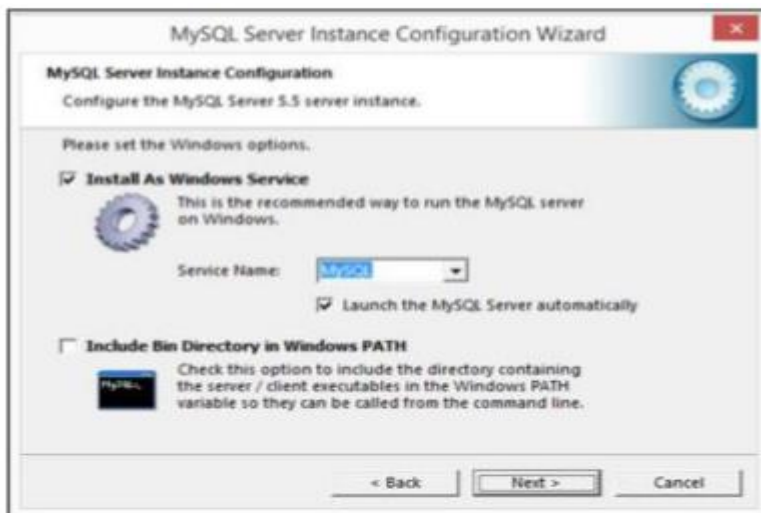 MySQL Server Instance Configuration Wizard
MySQL Server Instance Configuration
Configure the MySQL Server 5.5 server instance.
Please set the Windows options.
Install As Windows Service
This is the recommended way to run the MySQL server
on Windows.
Service Name: MySQL
Launch the MySQL Server automatically
Include Bin Directory in Windows PATH
Check this option to include the directory containing
the server / client executables in the Windows PATH
variable so they can be called from the command line.
< Back Next > Cancel